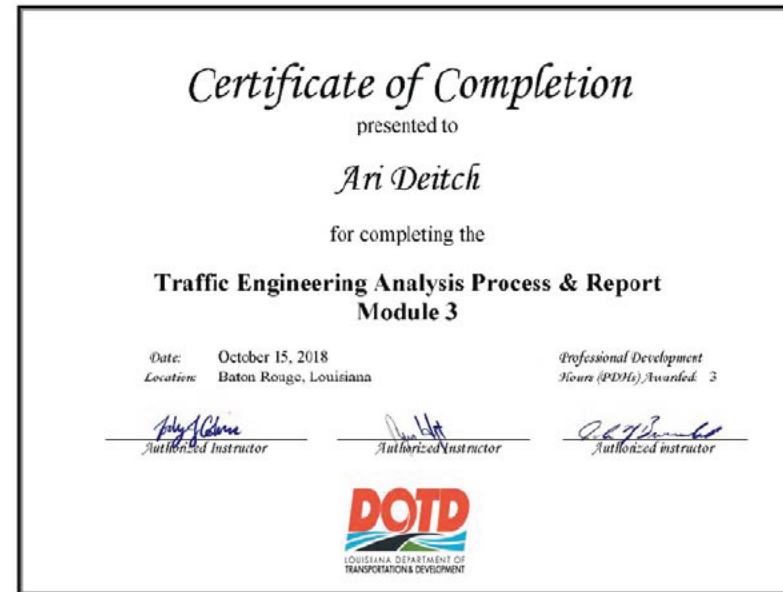 Certificate of Completion
presented to
Ari Deitch
for completing the
Traffic Engineering Analysis Process & Report
Module 3
Date: October 15, 2018
Location: Baton Rouge, Louisiana
Professional Development
Hours (PDHs) Awarded: 3
Authorized Instructor
Authorized Instructor
Authorized instructor
DOTD
LOUISIANA DEPARTMENT OF
TRANSPORTATION & DEVELOPMENT